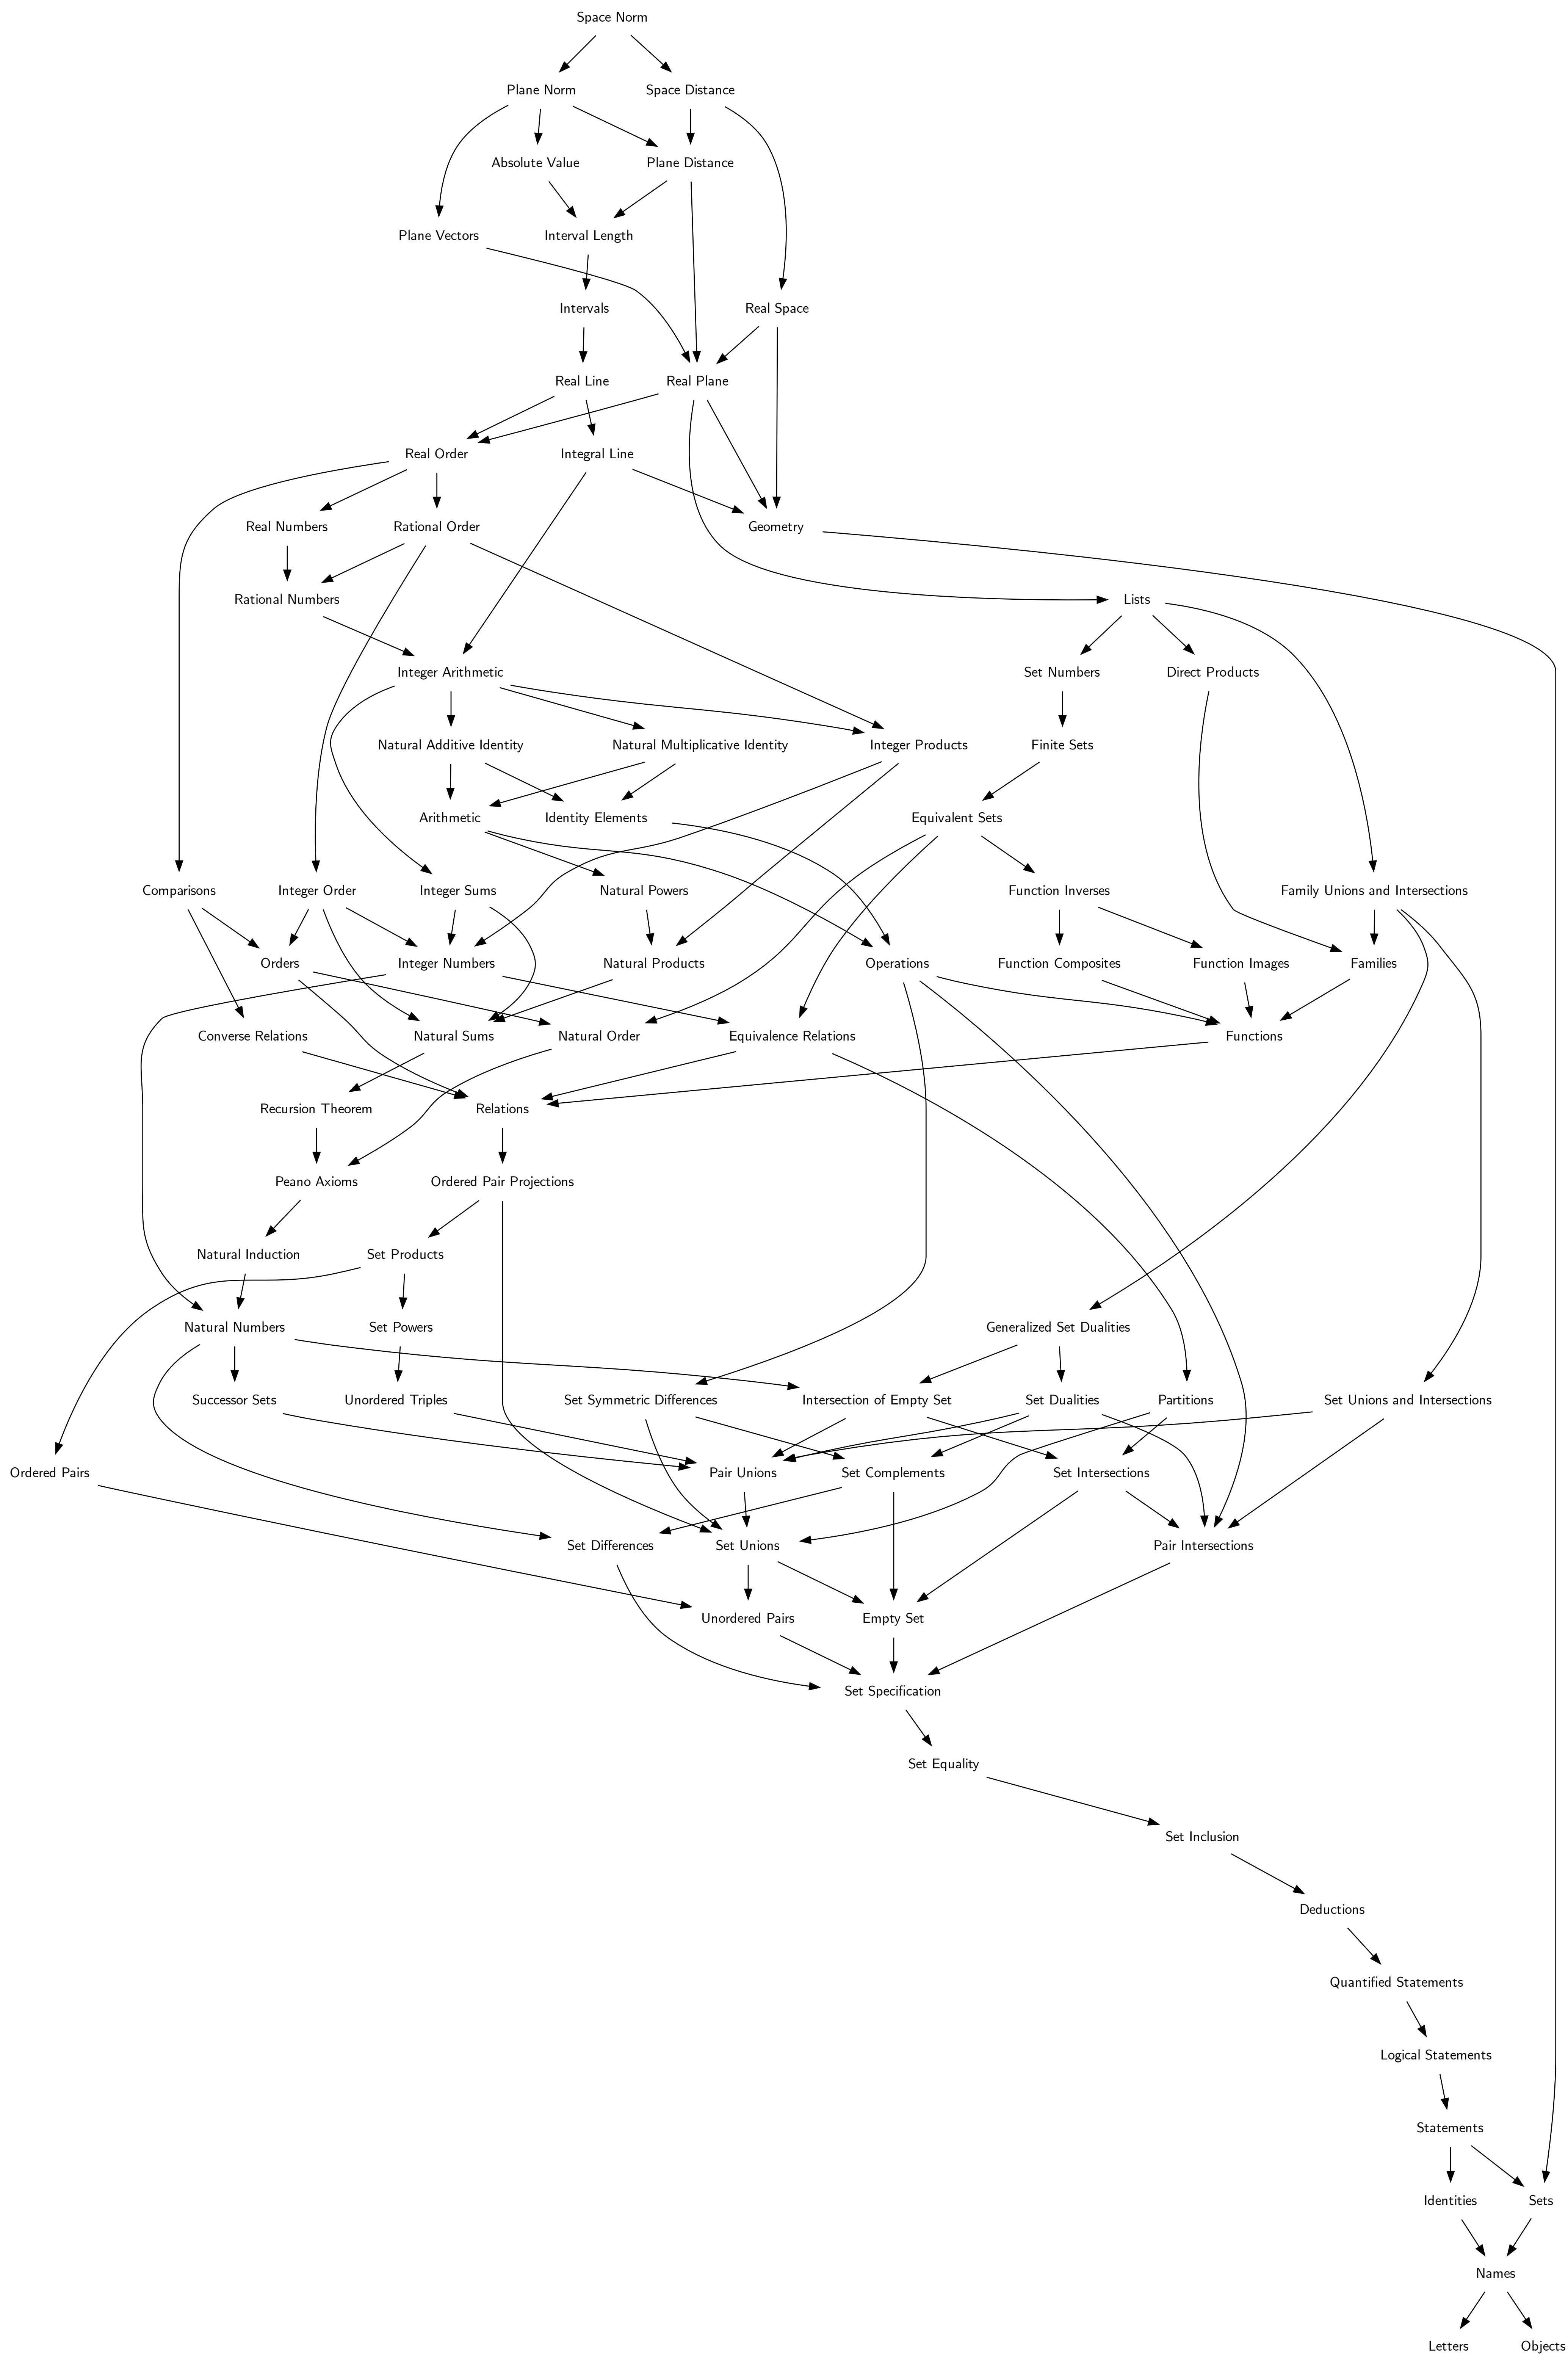 Space Norm
Plane Norm
Space Distance
Absolute Value
Plane Distance
Plane Vectors
Interval Length
Intervals
Real Space
Real Line
Real Plane
Real Order
Integral Line
Real Numbers
Rational Order
Geometry
Rational Numbers
Lists
Integer Arithmetic
Set Numbers
Direct Products
Natural Additive Identity
Natural Multiplicative Identity
Integer Products
Finite Sets
Arithmetic
Identity Elements
Equivalent Sets
Comparisons
Integer Order
Integer Sums
Natural Powers
Function Inverses
Family Unions and Intersections
Orders
Integer Numbers
Natural Products
Operations
Function Composites
Function Images
Families
Converse Relations
Natural Sums
Natural Order
Equivalence Relations
Functions
Recursion Theorem
Relations
Peano Axioms
Ordered Pair Projections
Natural Induction
Set Products
Natural Numbers
Set Powers
Generalized Set Dualities
Successor Sets
Unordered Triples
Set Symmetric Differences
Intersection of Empty Set
Set Dualities
Partitions
Set Unions and Intersections
Ordered Pairs
Pair Unions
Set Complements
Set Intersections
Set Differences
Set Unions
Pair Intersections
Unordered Pairs
Empty Set
Set Specification
Set Equality
Set Inclusion
Deductions
Quantified Statements
Logical Statements
Statements
Identities
Sets
Names
Letters
Objects